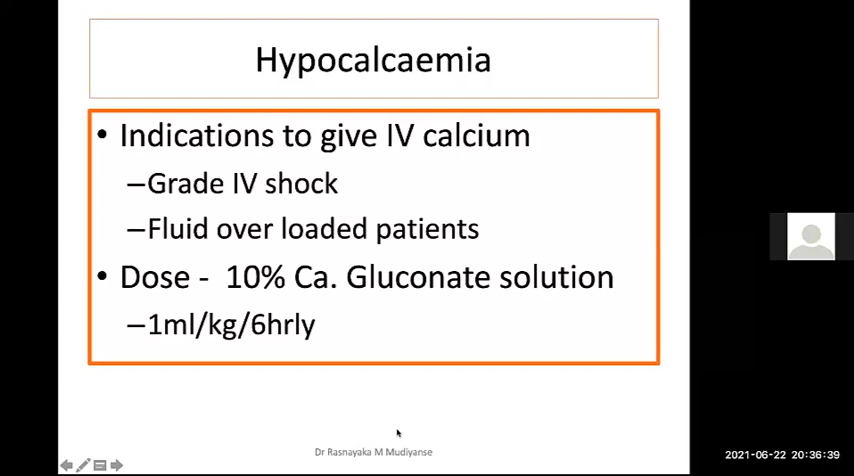 Hypocalcaemia
• Indications to give IV calcium
–Grade IV shock
–Fluid over loaded patients
• Dose - 10% Ca. Gluconate solution
–1ml/kg/6hrly
Dr Rasnayaka M Mudiyanse
2021-06-22 20:36:39